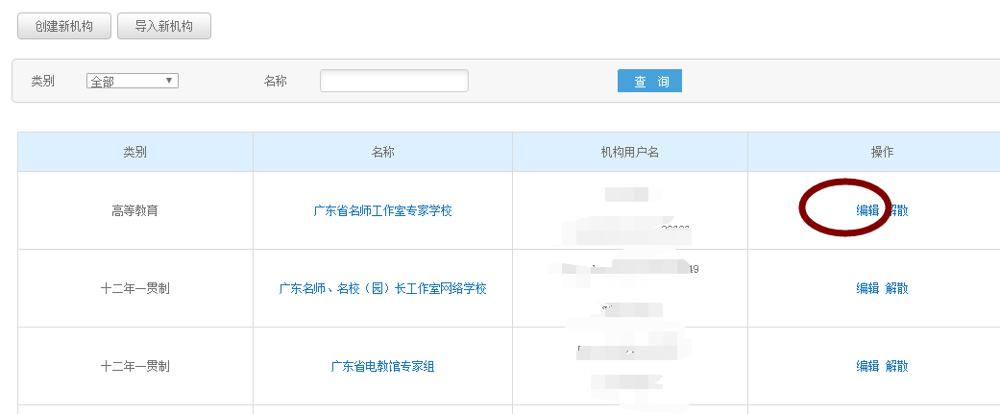 创建新机构 导入新机构
类别 全部 名称 查 询
类别 名称 机构用户名 操作
高等教育 广东省名师工作室专家学校 编辑 解散
十二年一贯制 广东名师、名校（园）长工作室网络学校 49 编辑 解散
十二年一贯制 广东省电教馆专家组 编辑 解散